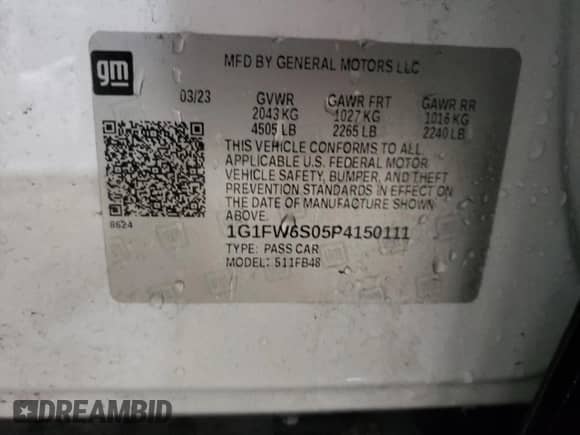 gm
MFD BY GENERAL MOTORS LLC
03/23 GVWR GAWR FRT GAWR RR
2043 KG 1027 KG 1016 KG
4505 LB 2265 LB 2240 LB
THIS VEHICLE CONFORMS TO ALL
APPLICABLE U.S. FEDERAL MOTOR
VEHICLE SAFETY, BUMPER, AND THEFT
PREVENTION STANDARDS IN EFFECT ON
THE DATE OF MANUFACTURE SHOWN
ABOVE.
8624
1G1FW6S05P4150111
TYPE: PASS CAR
MODEL: 511FB48
DREAMBID